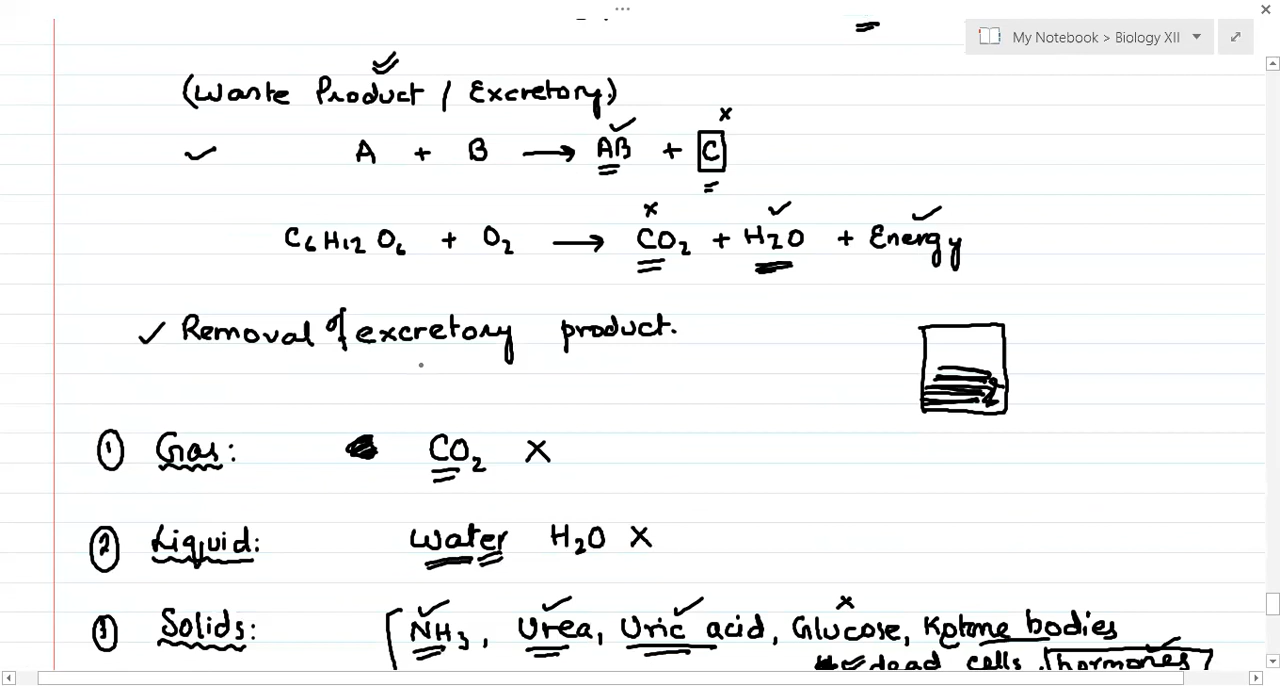 My Notebook > Biology XII
(Waste Product / Excretory)
A + B → AB + C
C6H12O6 + O2 → CO2 + H2O + Energy
Removal of excretory product.
① Gas: CO2 X
② Liquid: water H2O X
③ Solids: [NH3, Urea, Uric acid, Glucose, Ketone bodies
dead cells, hormones